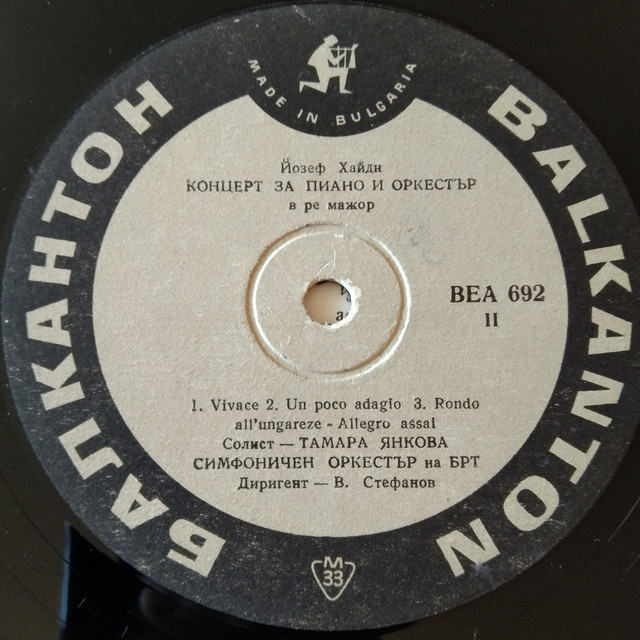 MADE IN BULGARIA
БАЛКАНТОН
BALKANTON
Йозеф Хайдн
КОНЦЕРТ ЗА ПИАНО И ОРКЕСТЪР
в ре мажор
ВЕА 692
II
1. Vivace 2. Un poco adagio 3. Rondo
all'ungareze - Allegro assai
Солист — ТАМАРА ЯНКОВА
СИМФОНИЧЕН ОРКЕСТЪР на БРТ
Диригент — В. Стефанов
M
33